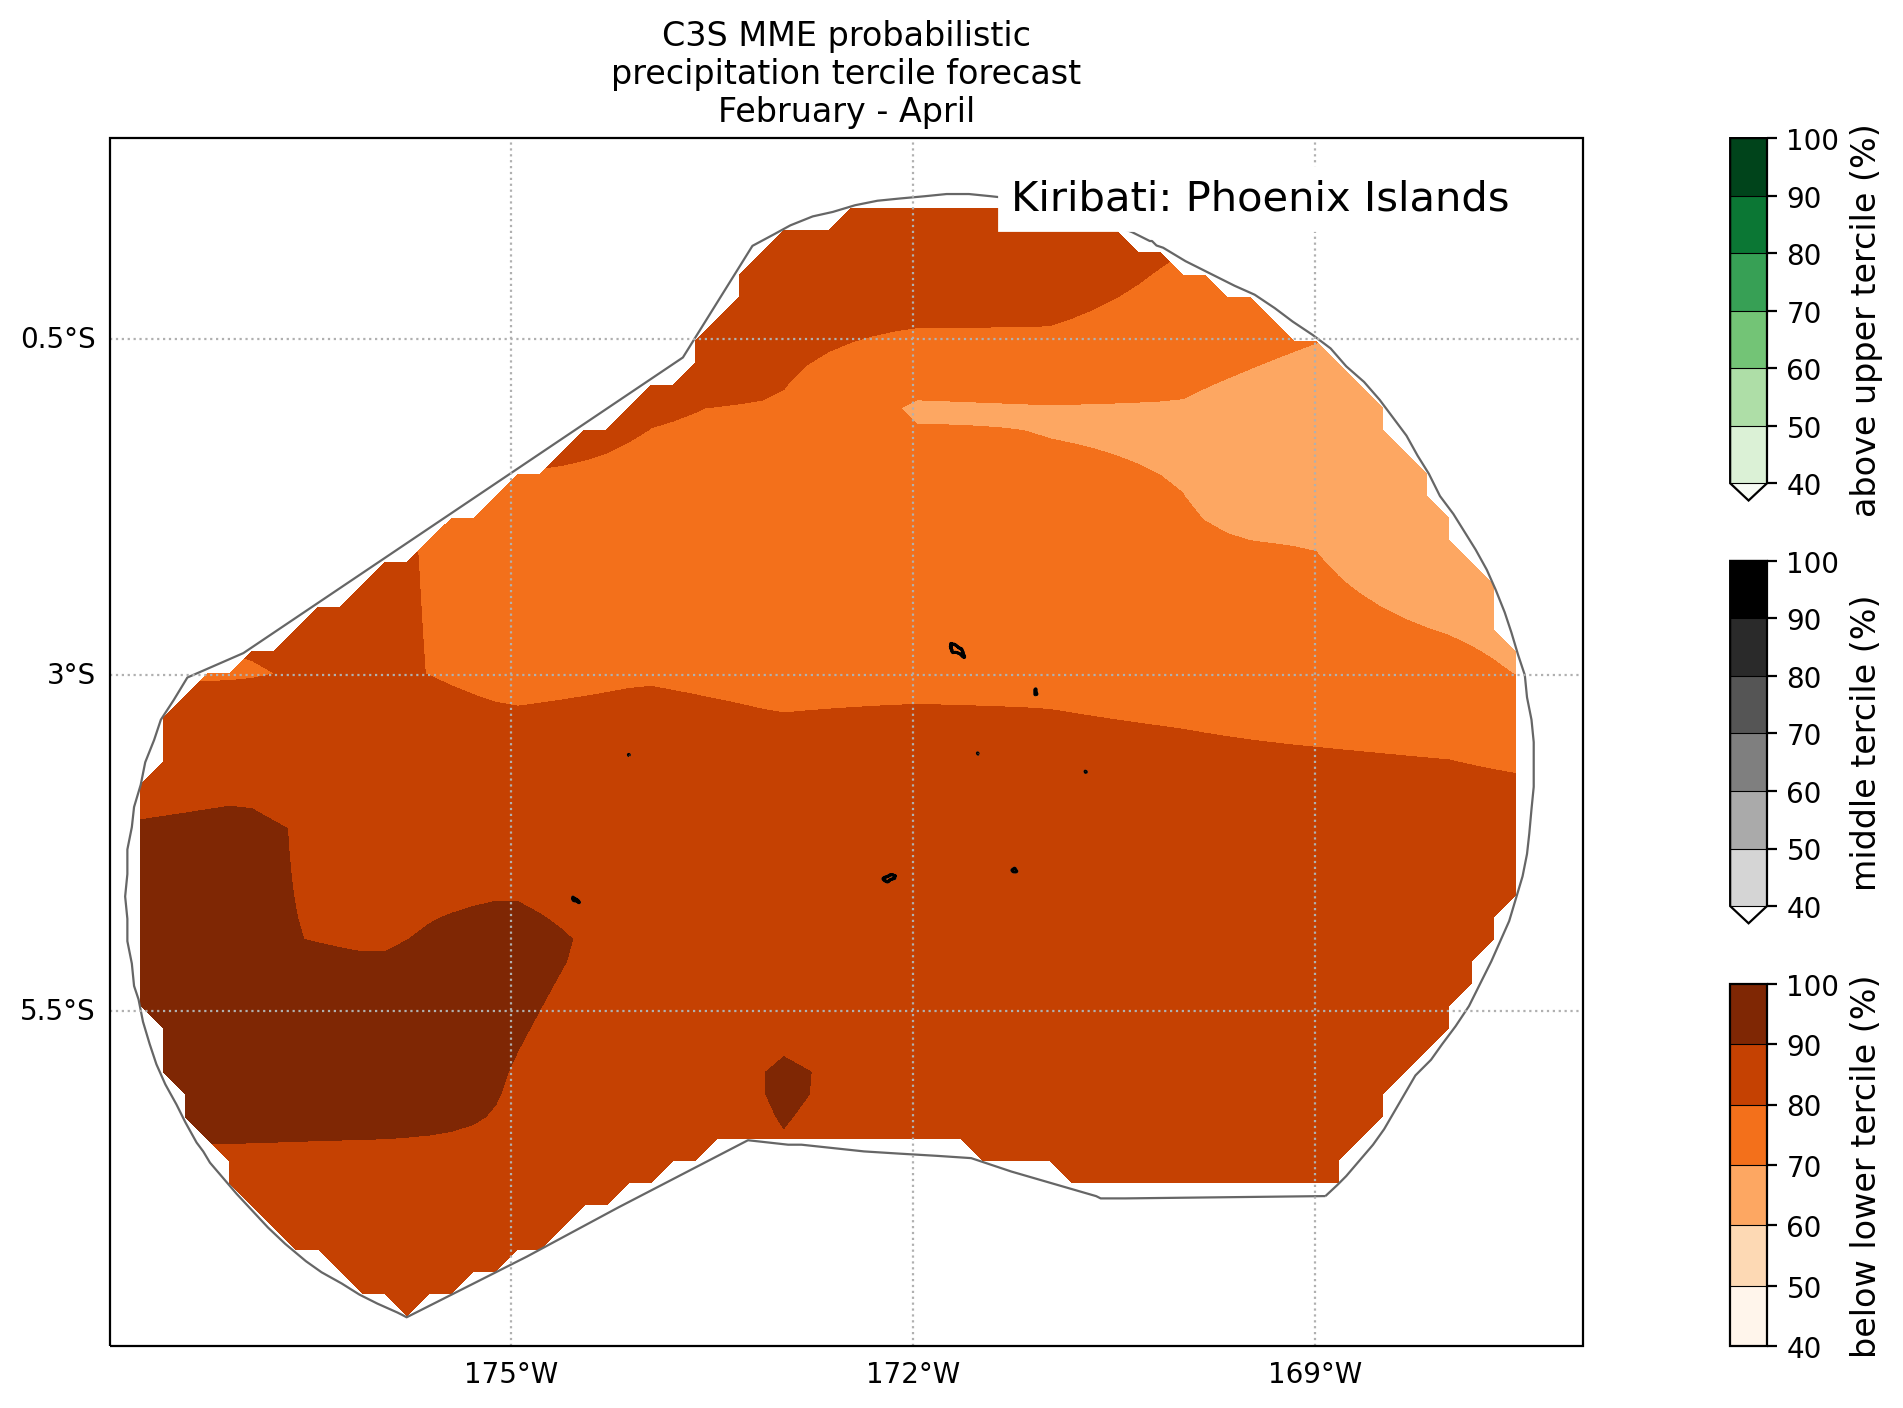 C3S MME probabilistic
precipitation tercile forecast
February - April
Kiribati: Phoenix Islands
0.5°S
3°S
5.5°S
175°W
172°W
169°W
100
90
80
70
60
50
40
above upper tercile (%)
100
90
80
70
60
50
40
middle tercile (%)
100
90
80
70
60
50
40
below lower tercile (%)